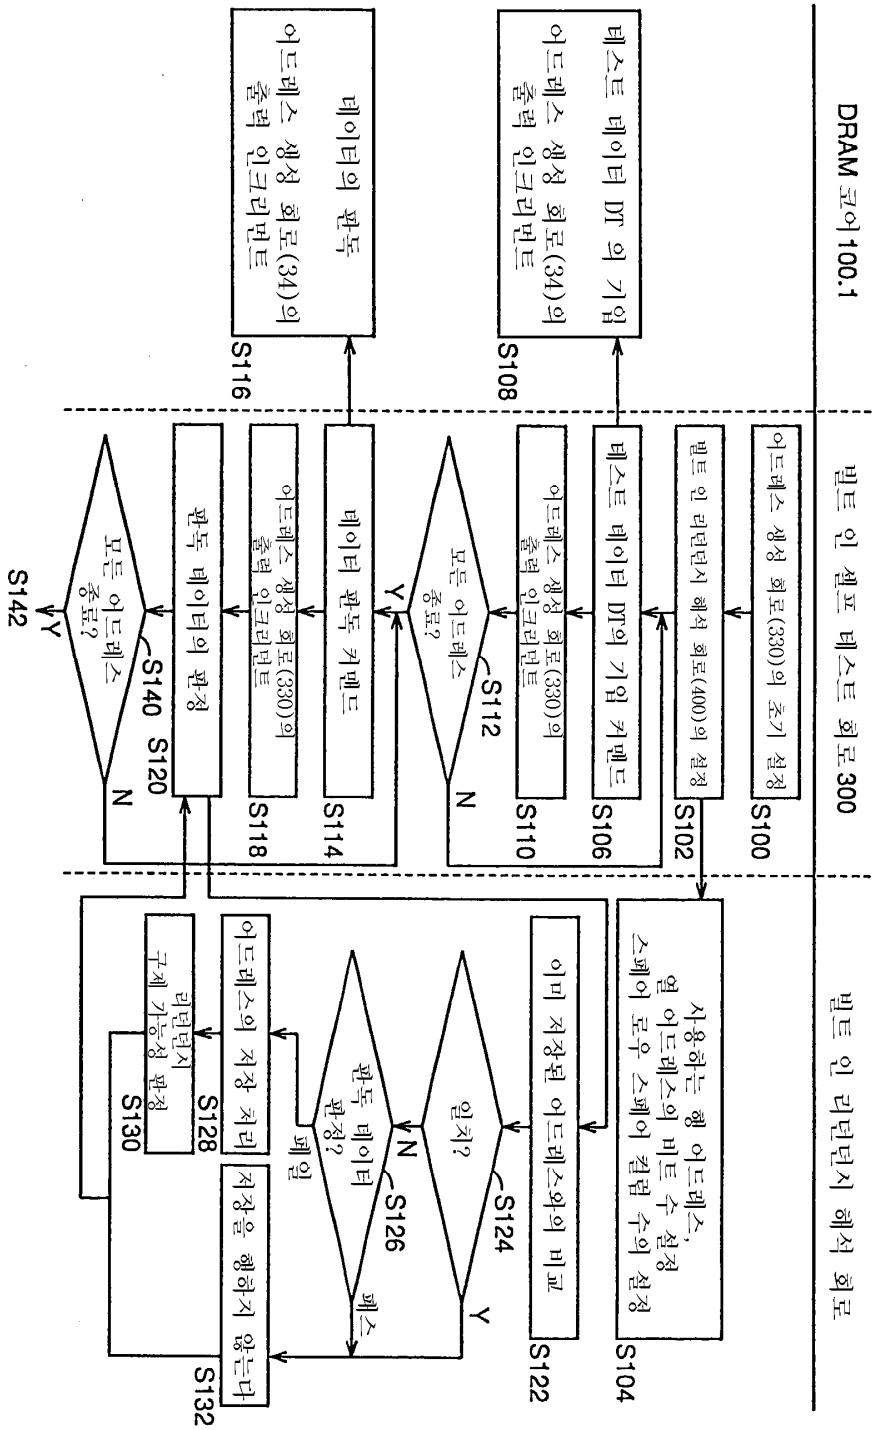 DRAM 코어 100.1
빌트 인 셀프 테스트 회로 300
빌트 인 리던던시 해석 회로
어드레스 생성 회로(330)의 초기 설정
S100
빌트 인 리던던시 해석 회로(400)의 설정
S102
사용하는 행 어드레스,
열 어드레스의 비트 수 설정
스페어 로우 스페어 컬럼 수의 설정
S104
테스트 데이터 DT의 기입 커맨드
S106
테스트 데이터 DT 의 기입
어드레스 생성 회로(34)의
출력 인크리먼트
S108
어드레스 생성 회로(330)의
출력 인크리먼트
S110
모든 어드레스
종료?
S112
N
Y
데이터 판독 커맨드
S114
데이터의 판독
어드레스 생성 회로(34)의
출력 인크리먼트
S116
어드레스 생성 회로(330)의
출력 인크리먼트
S118
판독 데이터의 판정
S120
이미 저장된 어드레스와의 비교
S122
일치?
S124
Y
N
판독 데이터
판정?
S126
패스
페일
어드레스의 저장 처리
S128
리던던시
구제 가능성 판정
S130
저장을 행하지 않는다
S132
모든 어드레스
종료?
S140
N
Y
S142